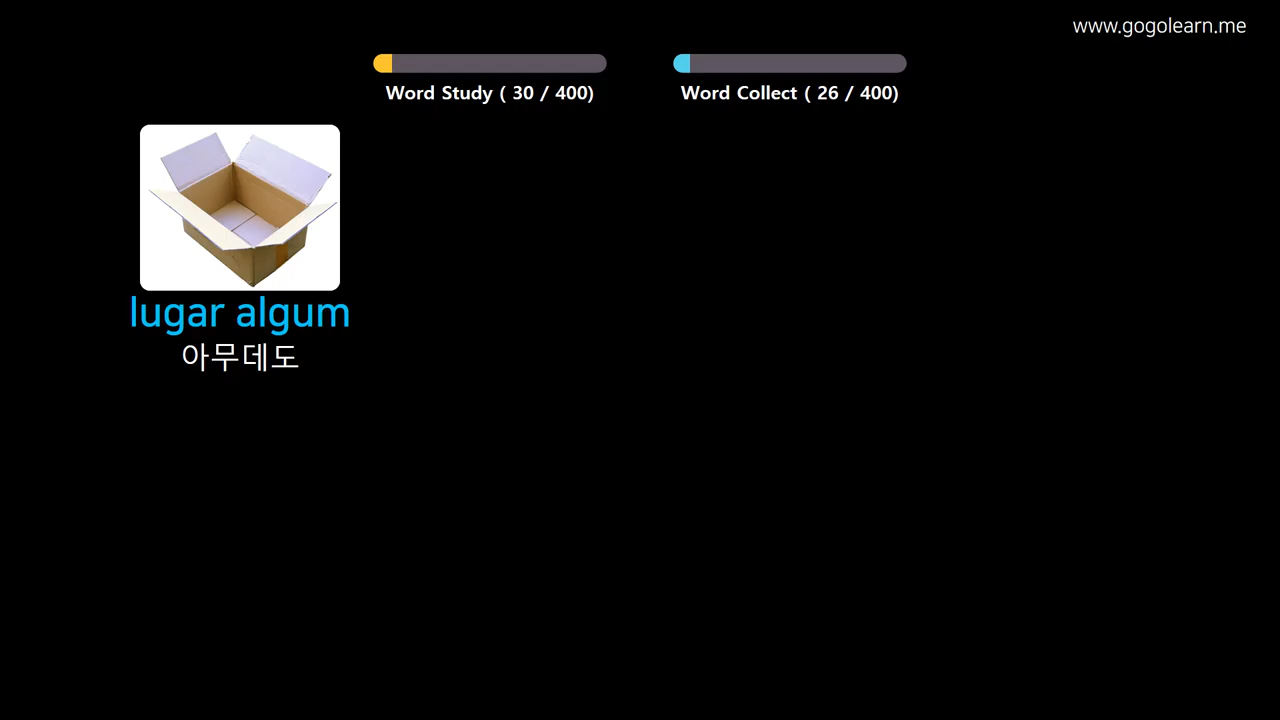 www.gogolearn.me
Word Study ( 30 / 400)
Word Collect ( 26 / 400)
lugar algum
아무데도